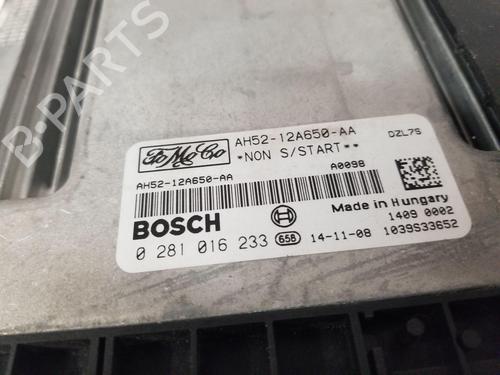 B-PARTS
FoMoCo
AH52-12A650-AA
DZL7S
*NON S/START**
AH52-12A650-AA
A009B
BOSCH
Made in Hungary
1409 0002
0 281 016 233 658 14-11-08 1039S33652